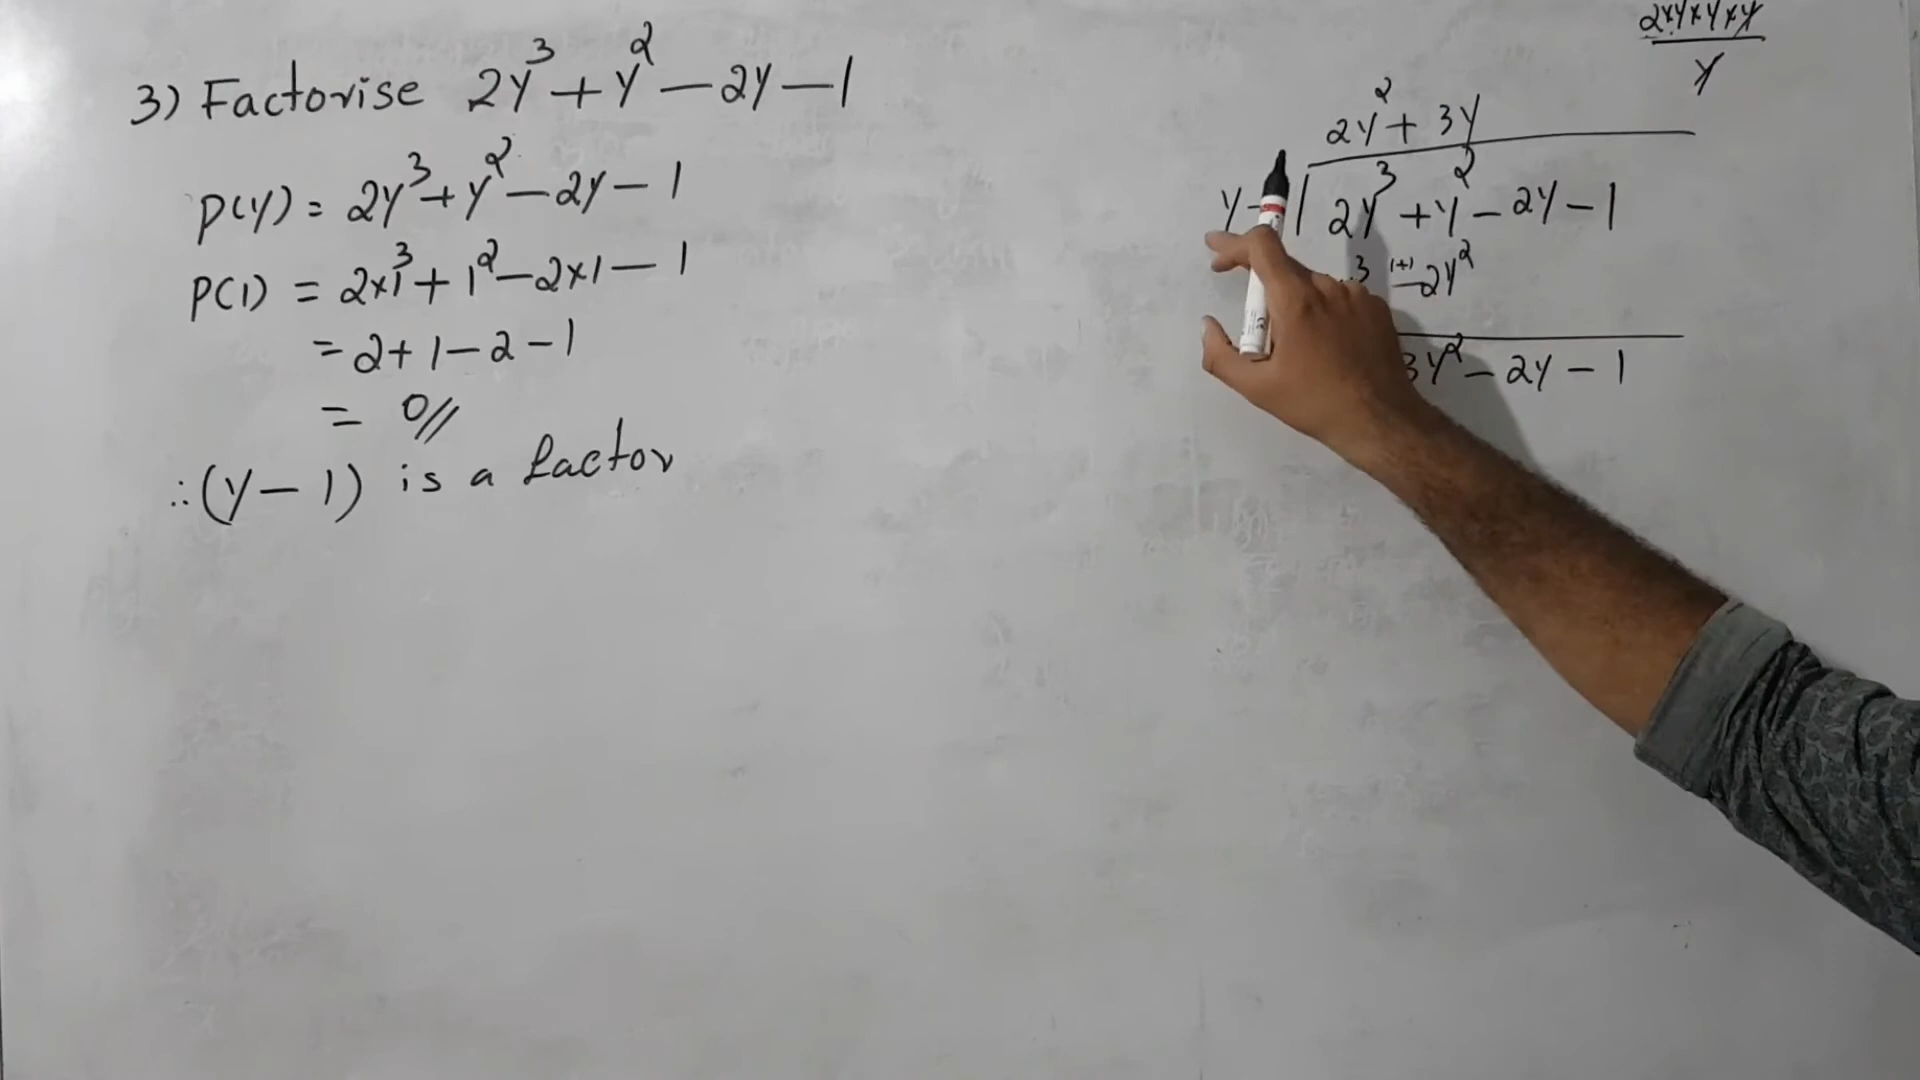 3) Factorise 2y³ + y² − 2y − 1
P(y) = 2y³ + y² − 2y − 1
P(1) = 2×1³ + 1² − 2×1 − 1
= 2 + 1 − 2 − 1
= 0//
∴ (y − 1) is a factor
2×y×y×y
y
2y² + 3y
y − 
2y³ + y² − 2y − 1
3 (+) − 2y²
3y² − 2y − 1